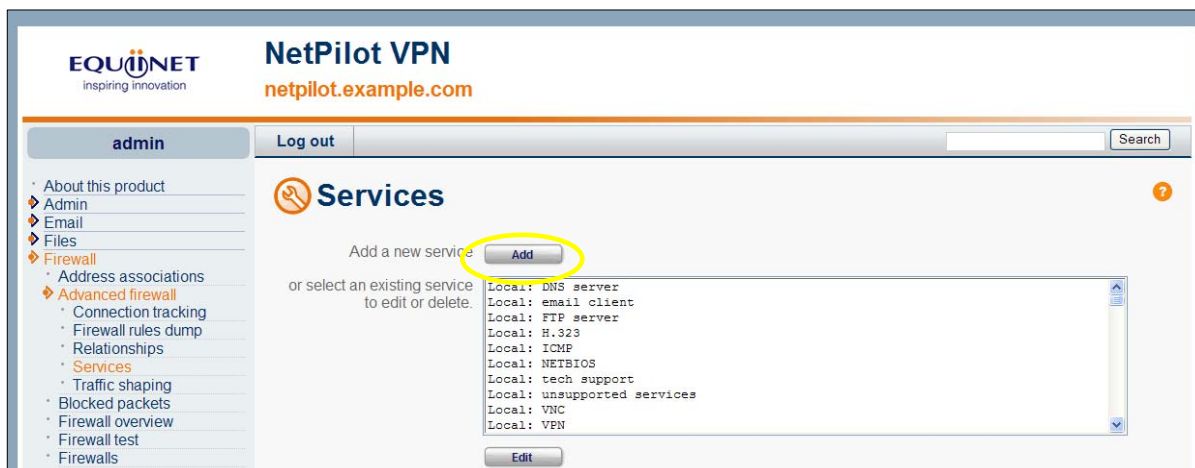 EQUiiNET
inspiring innovation
NetPilot VPN
netpilot.example.com
admin
Log out
Search
About this product
Admin
Email
Files
Firewall
Address associations
Advanced firewall
Connection tracking
Firewall rules dump
Relationships
Services
Traffic shaping
Blocked packets
Firewall overview
Firewall test
Firewalls
Services
?
Add a new service
Add
or select an existing service
to edit or delete.
Local: DNS server
Local: email client
Local: FTP server
Local: H.323
Local: ICMP
Local: NETBIOS
Local: tech support
Local: unsupported services
Local: VNC
Local: VPN
Edit